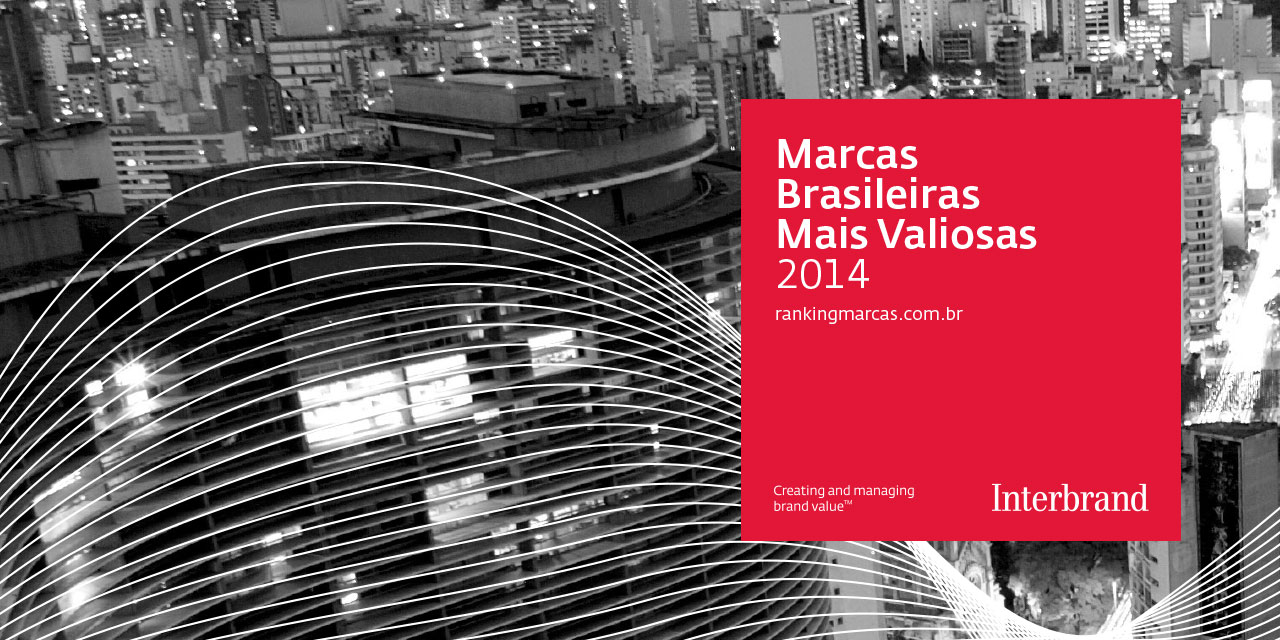 Marcas
Brasileiras
Mais Valiosas
2014
rankingmarcas.com.br
Creating and managing
brand value™
Interbrand